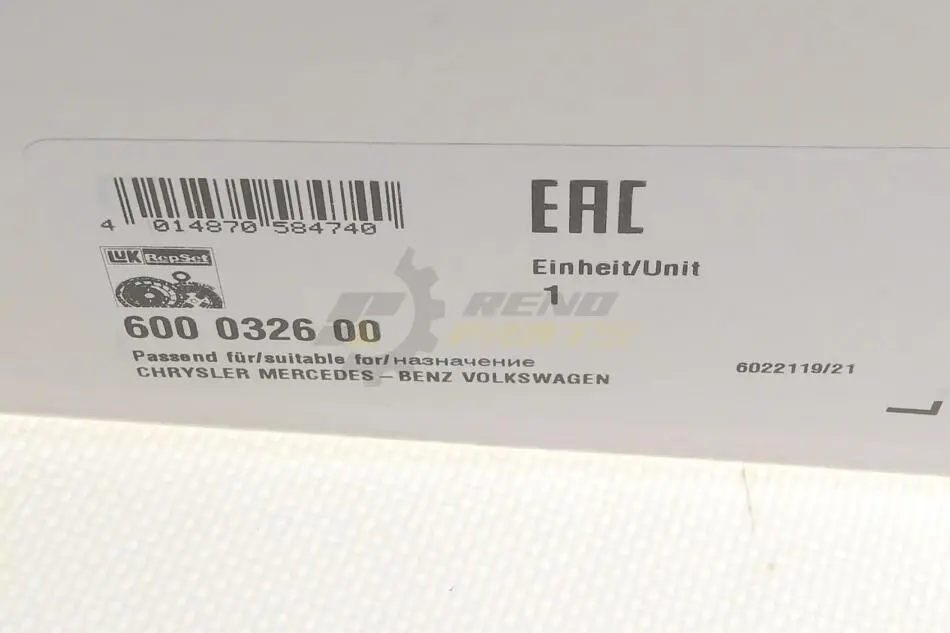 4 014870 584740
EAC
LUK RepSet
Einheit/Unit
1
RENO
PARTS
600 0326 00
Passend für/suitable for/назначение
CHRYSLER MERCEDES-BENZ VOLKSWAGEN
6022119/21